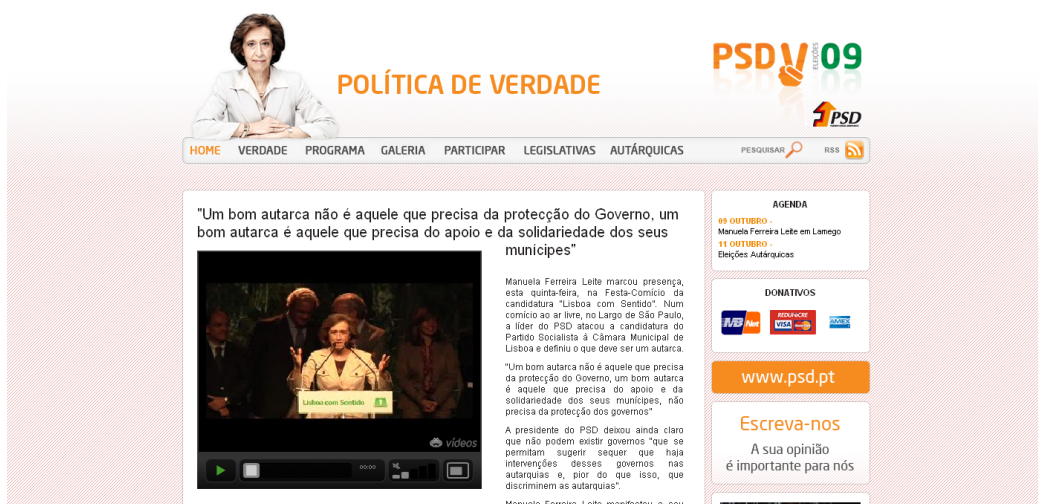 POLÍTICA DE VERDADE
PSD V ELEIÇÕES 09
PSD
HOME VERDADE PROGRAMA GALERIA PARTICIPAR LEGISLATIVAS AUTÁRQUICAS PESQUISAR RSS
"Um bom autarca não é aquele que precisa da protecção do Governo, um
bom autarca é aquele que precisa do apoio e da solidariedade dos seus
munícipes"
Lisboa com Sentido
videos
00:00
Manuela Ferreira Leite marcou presença,
esta quinta-feira, na Festa-Comício da
candidatura "Lisboa com Sentido". Num
comício ao ar livre, no Largo de São Paulo,
a líder do PSD atacou a candidatura do
Partido Socialista à Câmara Municipal de
Lisboa e definiu o que deve ser um autarca.
"Um bom autarca não é aquele que precisa
da protecção do Governo, um bom autarca
é aquele que precisa do apoio e da
solidariedade dos seus munícipes, não
precisa da protecção dos governos"
A presidente do PSD deixou ainda claro
que não podem existir governos "que se
permitam sugerir sequer que haja
intervenções desses governos nas
autarquias e, pior do que isso, que
discriminem as autarquias".
Manuela Ferreira Leite manifestou o seu
AGENDA
09 OUTUBRO -
Manuela Ferreira Leite em Lamego
11 OUTUBRO -
Eleições Autárquicas
DONATIVOS
MB Net REDUNICRE VISA AMEX
www.psd.pt
Escreva-nos
A sua opinião
é importante para nós